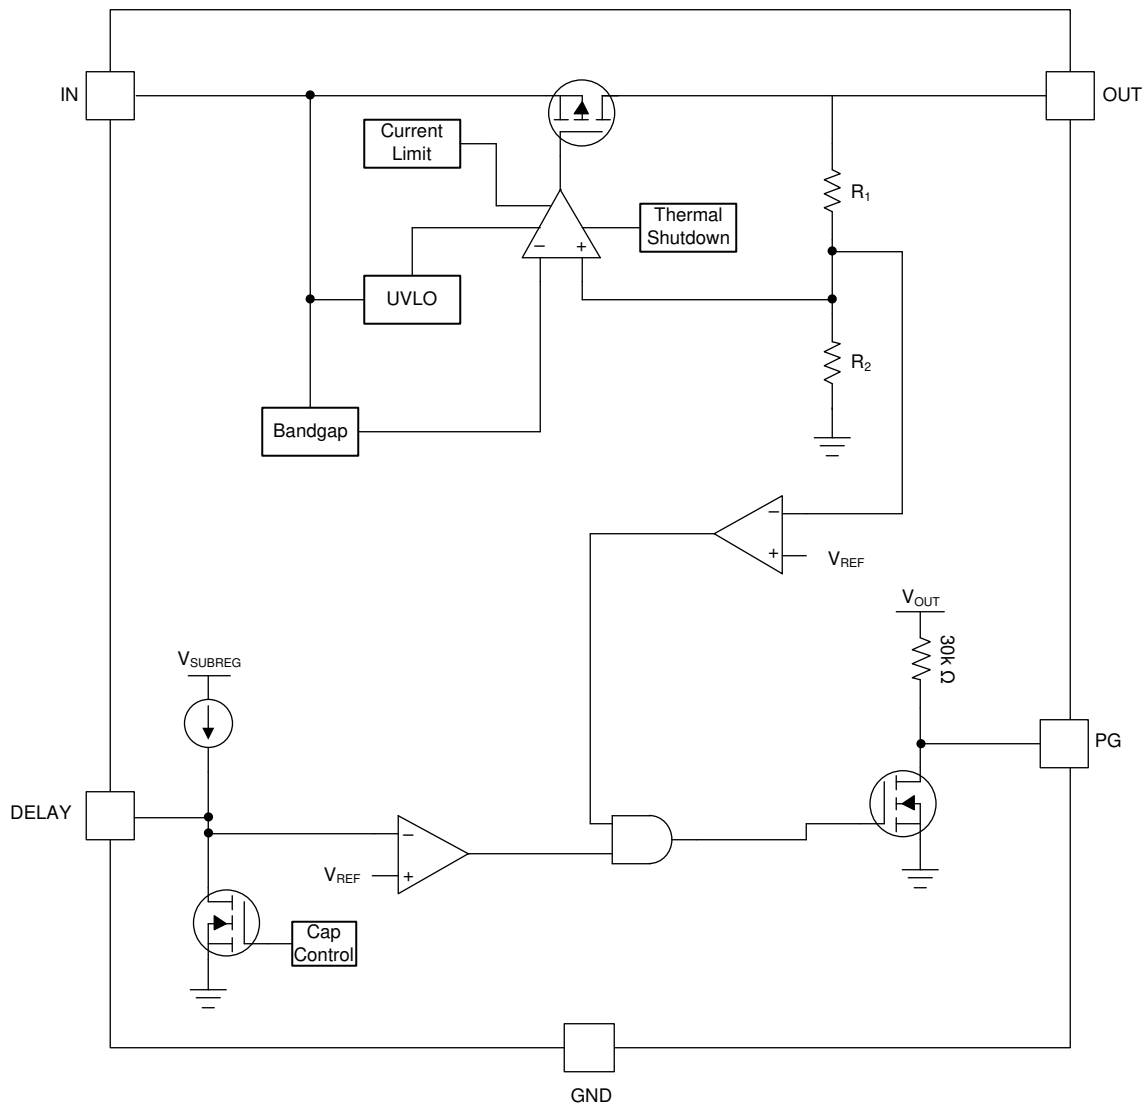 IN
OUT
Current
Limit
R1
Thermal
Shutdown
− +
UVLO
R2
Bandgap
−
+
VREF
VOUT
30k Ω
VSUBREG
PG
DELAY
−
VREF
+
Cap
Control
GND